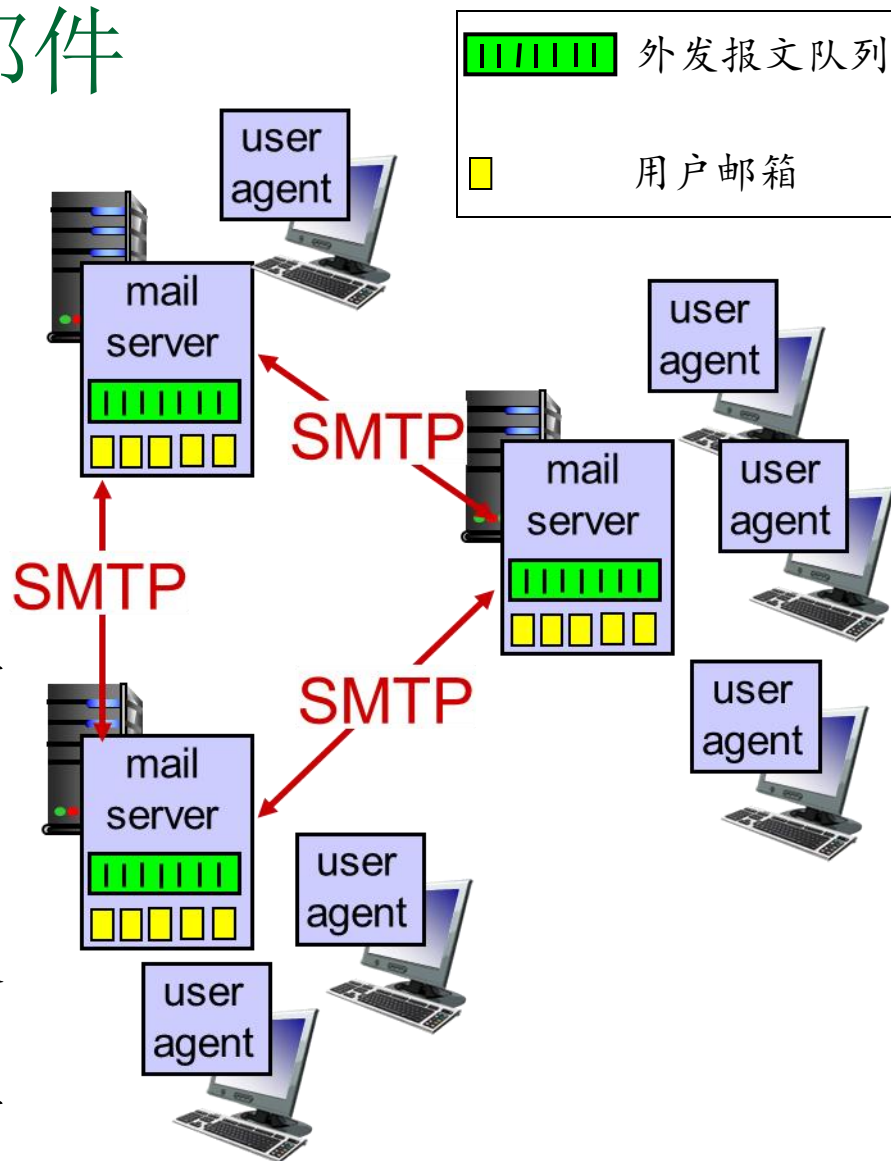 邮件
外发报文队列
用户邮箱
user
agent
mail
server
user
agent
SMTP
mail
server
user
agent
SMTP
SMTP
user
agent
mail
server
user
agent
user
agent